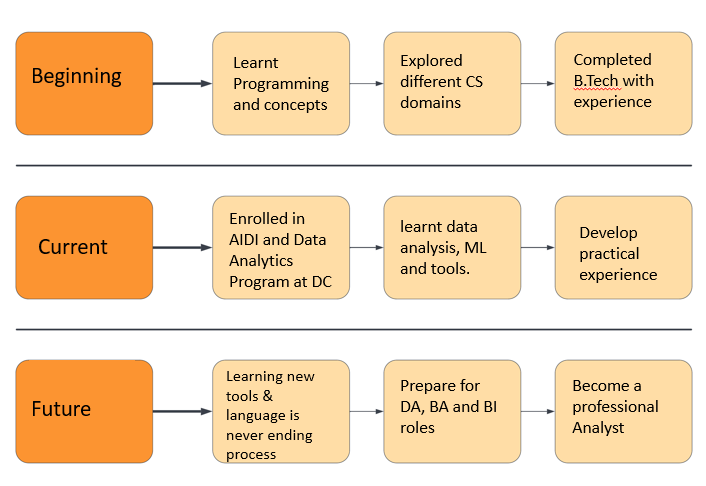 Beginning
Learnt
Programming
and concepts
Explored
different CS
domains
Completed
B.Tech with
experience
Current
Enrolled in
AIDI and Data
Analytics
Program at DC
learnt data
analysis, ML
and tools.
Develop
practical
experience
Future
Learning new
tools &
language is
never ending
process
Prepare for
DA, BA and BI
roles
Become a
professional
Analyst